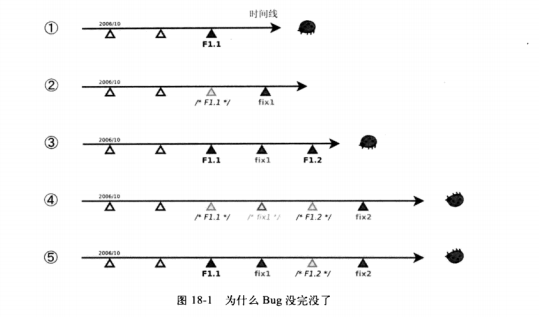 时间线
① 2006/10
F1.1
② 2006/10
/* F1.1 */ fix1
③ 2006/10
F1.1 fix1 F1.2
④ 2006/10
/* F1.1 */ /* fix1 */ /* F1.2 */ fix2
⑤ 2006/10
F1.1 fix1 /* F1.2 */ fix2
图 18-1 为什么 Bug 没完没了